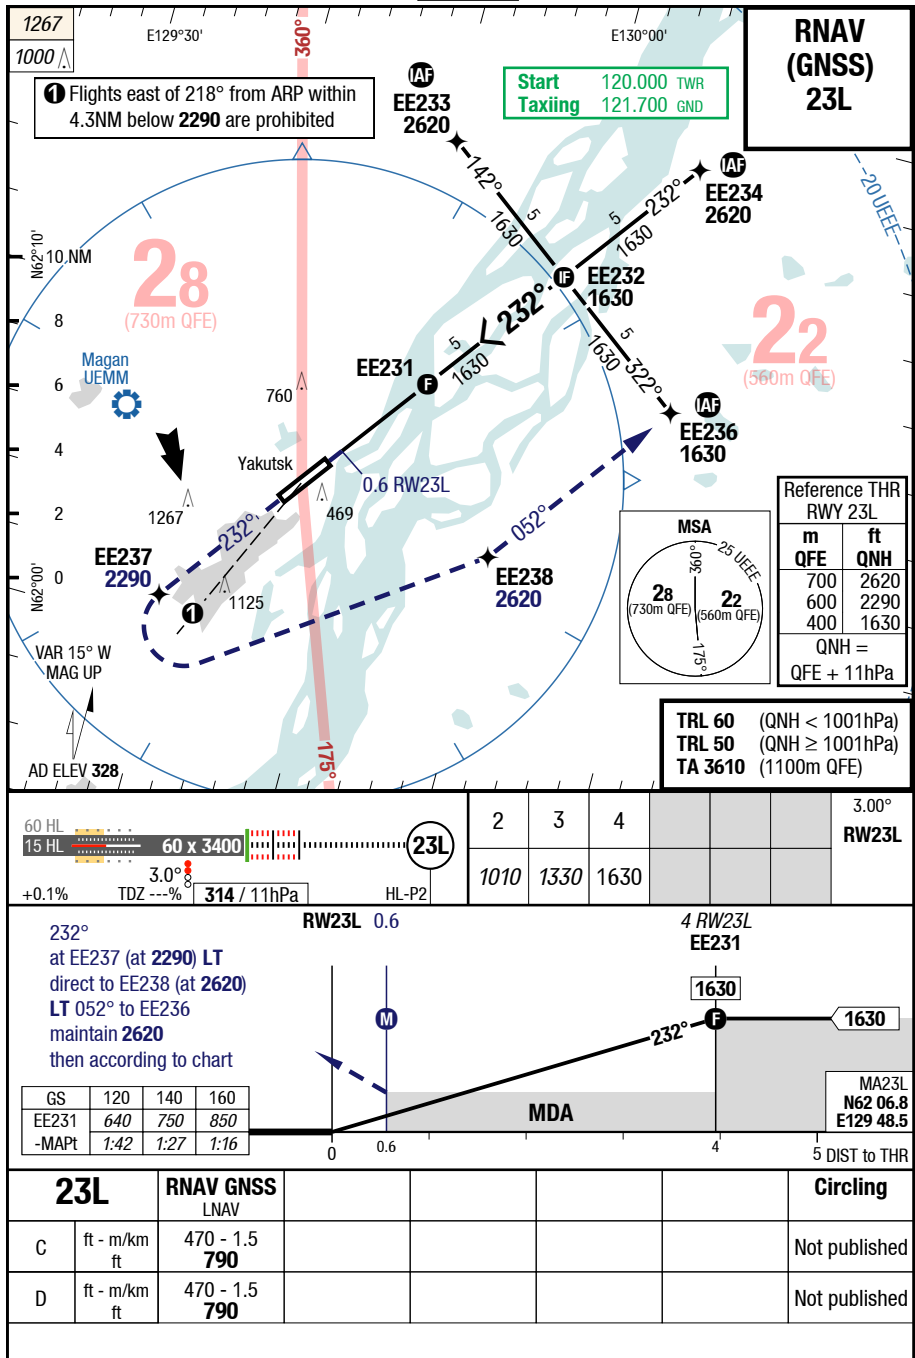 1267
1000
E129°30'
360°
E130°00'
RNAV
(GNSS)
23L
1 Flights east of 218° from ARP within
4.3NM below 2290 are prohibited
Start 120.000 TWR
Taxiing 121.700 GND
IAF
EE233
2620
142°
5
1630
IAF
EE234
2620
232°
5
1630
20 UEEE
N62°10'
10 NM
28
(730m QFE)
IF
EE232
1630
232°
5
1630
22
(560m QFE)
8
Magan
UEMM
6
EE231
F
760
5
1630
322°
IAF
EE236
1630
4
Yakutsk
0.6 RW23L
1267
469
2
232°
052°
EE237
2290
EE238
2620
N62°00'
0
1
1125
MSA
360°
25 UEEE
28
(730m QFE)
22
(560m QFE)
175°
Reference THR
RWY 23L
m ft
QFE QNH
700 2620
600 2290
400 1630
QNH =
QFE + 11hPa
VAR 15° W
MAG UP
AD ELEV 328
175°
TRL 60 (QNH < 1001hPa)
TRL 50 (QNH ≥ 1001hPa)
TA 3610 (1100m QFE)
60 HL
15 HL
60 x 3400
23L
3.0°
+0.1%
TDZ ---%
314 / 11hPa
HL-P2
2 3 4
1010 1330 1630
3.00°
RW23L
232°
at EE237 (at 2290) LT
direct to EE238 (at 2620)
LT 052° to EE236
maintain 2620
then according to chart
RW23L 0.6
4 RW23L
EE231
1630
M
232°
F
1630
MDA
MA23L
N62 06.8
E129 48.5
GS 120 140 160
EE231 640 750 850
-MAPt 1:42 1:27 1:16
0 0.6 4 5 DIST to THR
23L RNAV GNSS Circling
LNAV
C ft - m/km 470 - 1.5 Not published
ft 790
D ft - m/km 470 - 1.5 Not published
ft 790